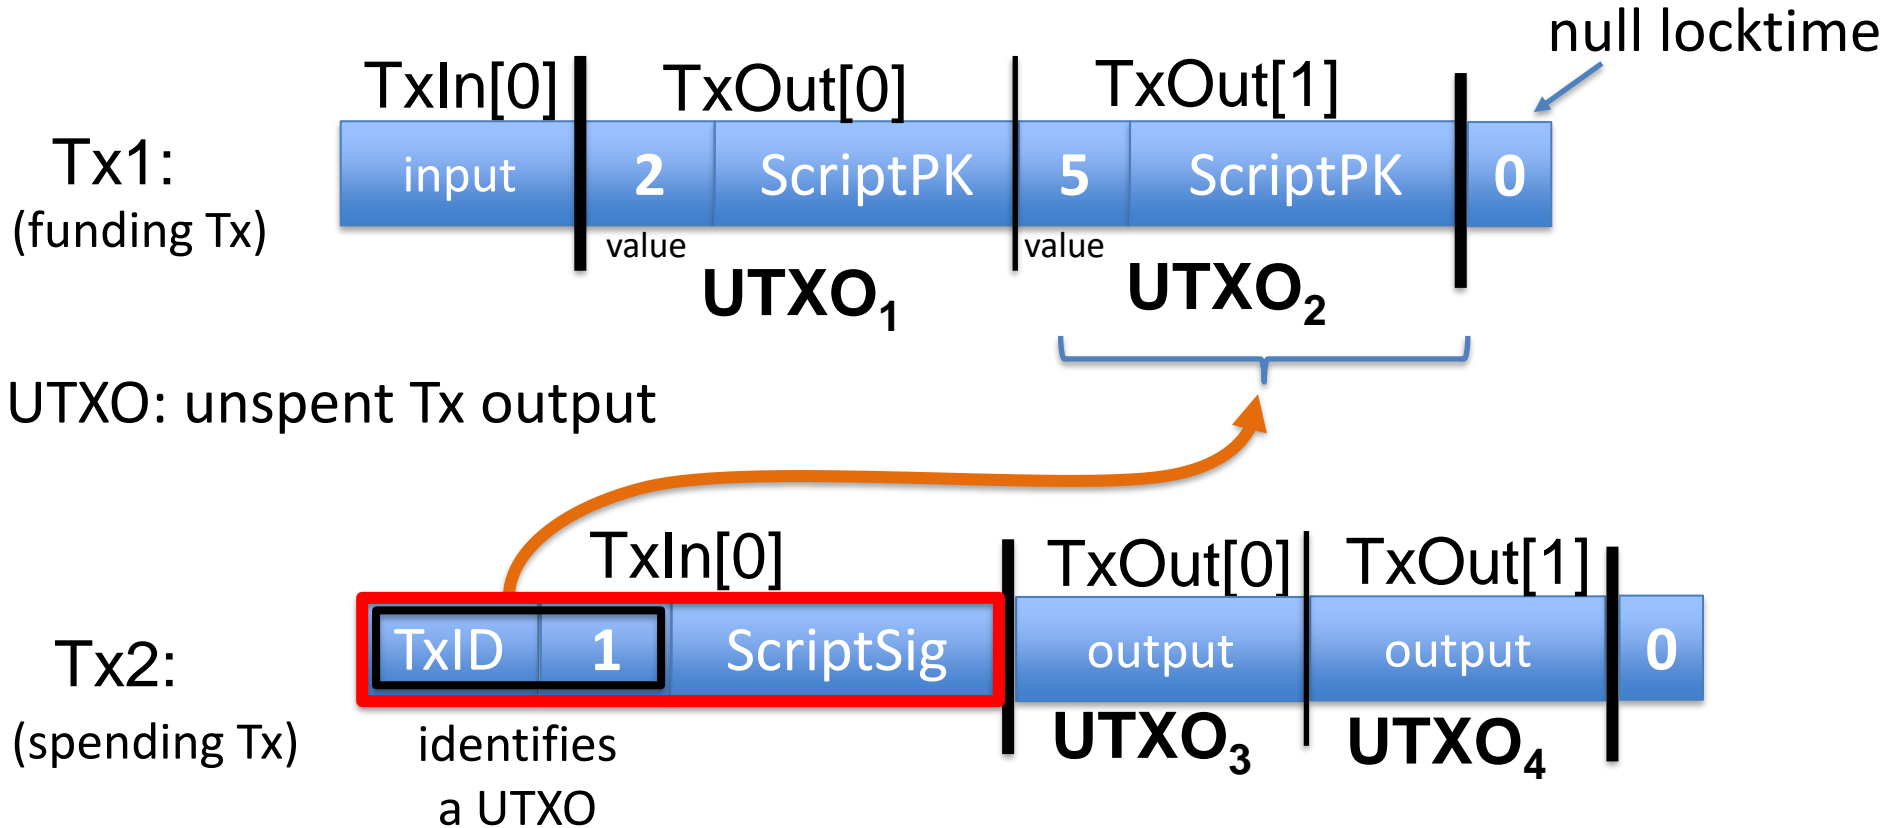 null locktime
TxIn[0] TxOut[0] TxOut[1]
Tx1: input 2 ScriptPK 5 ScriptPK 0
(funding Tx) value value
UTXO₁ UTXO₂
UTXO: unspent Tx output
TxIn[0] TxOut[0] TxOut[1]
Tx2: TxID 1 ScriptSig output output 0
(spending Tx) identifies UTXO₃ UTXO₄
a UTXO